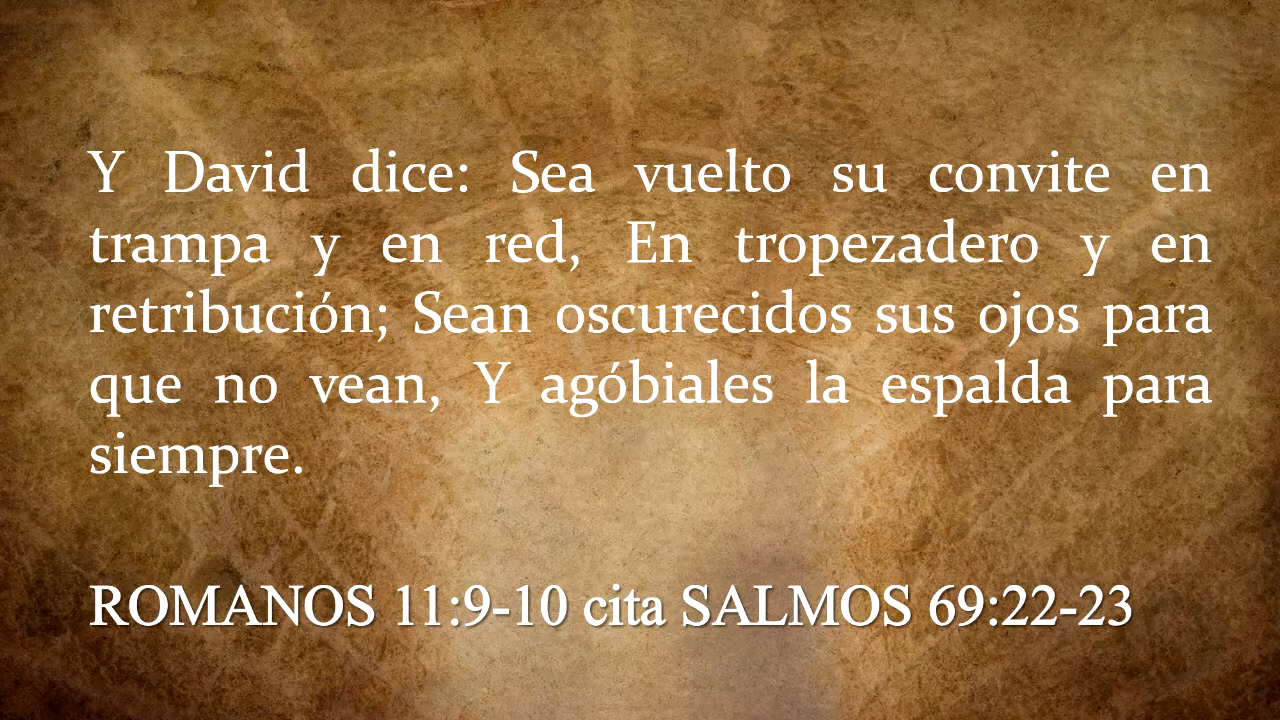 Y David dice: Sea vuelto su convite en
trampa y en red, En tropezadero y en
retribución; Sean oscurecidos sus ojos para
que no vean, Y agóbiales la espalda para
siempre.
ROMANOS 11:9-10 cita SALMOS 69:22-23